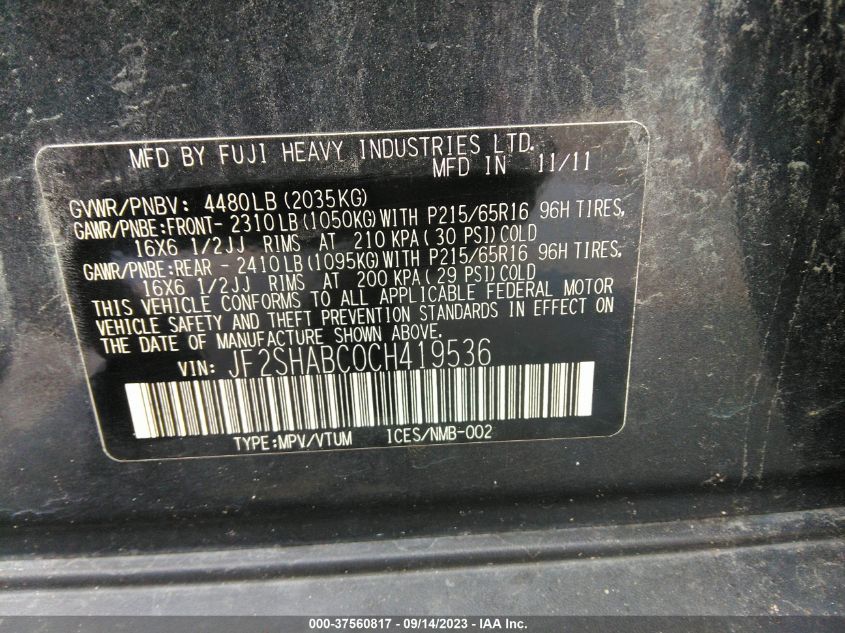 MFD BY FUJI HEAVY INDUSTRIES LTD.
MFD IN 11/11
GVWR/PNBV: 4480LB (2035KG)
GAWR/PNBE:FRONT- 2310LB (1050KG) WITH P215/65R16 96H TIRES,
16X6 1/2JJ RIMS AT 210 KPA ( 30 PSI) COLD
GAWR/PNBE:REAR - 2410LB (1095KG) WITH P215/65R16 96H TIRES,
16X6 1/2JJ RIMS AT 200 KPA (29 PSI) COLD
THIS VEHICLE CONFORMS TO ALL APPLICABLE FEDERAL MOTOR
VEHICLE SAFETY AND THEFT PREVENTION STANDARDS IN EFFECT ON
THE DATE OF MANUFACTURE SHOWN ABOVE.
VIN: JF2SHABC0CH419536
TYPE:MPV/VTUM 1CES/NMB-002
000-37560817 - 09/14/2023 - IAA Inc.